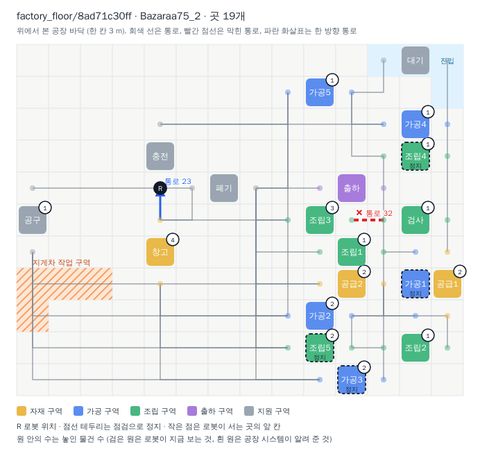 factory_floor/8ad71c30ff · Bazaraa75_2 · 곳 19개
위에서 본 공장 바닥 (한 칸 3 m). 회색 선은 통로, 빨간 점선은 막힌 통로, 파란 화살표는 한 방향 통로
대기
진입
가공5 1
가공4 1
충전
조립4 1
정지
R
통로 23
폐기
출하
공구 1
조립3 3
통로 32
검사 1
창고 4
조립1 1
지게차 작업 구역
공급2 2
가공1
정지
공급1 2
가공2 2
조립5 2
정지
조립2 1
가공3 2
정지
자재 구역
가공 구역
조립 구역
출하 구역
지원 구역
R 로봇 위치 · 점선 테두리는 점검으로 정지 · 작은 점은 로봇이 서는 곳의 앞 칸
원 안의 수는 놓인 물건 수 (검은 원은 로봇이 지금 보는 것, 흰 원은 공장 시스템이 알려 준 것)